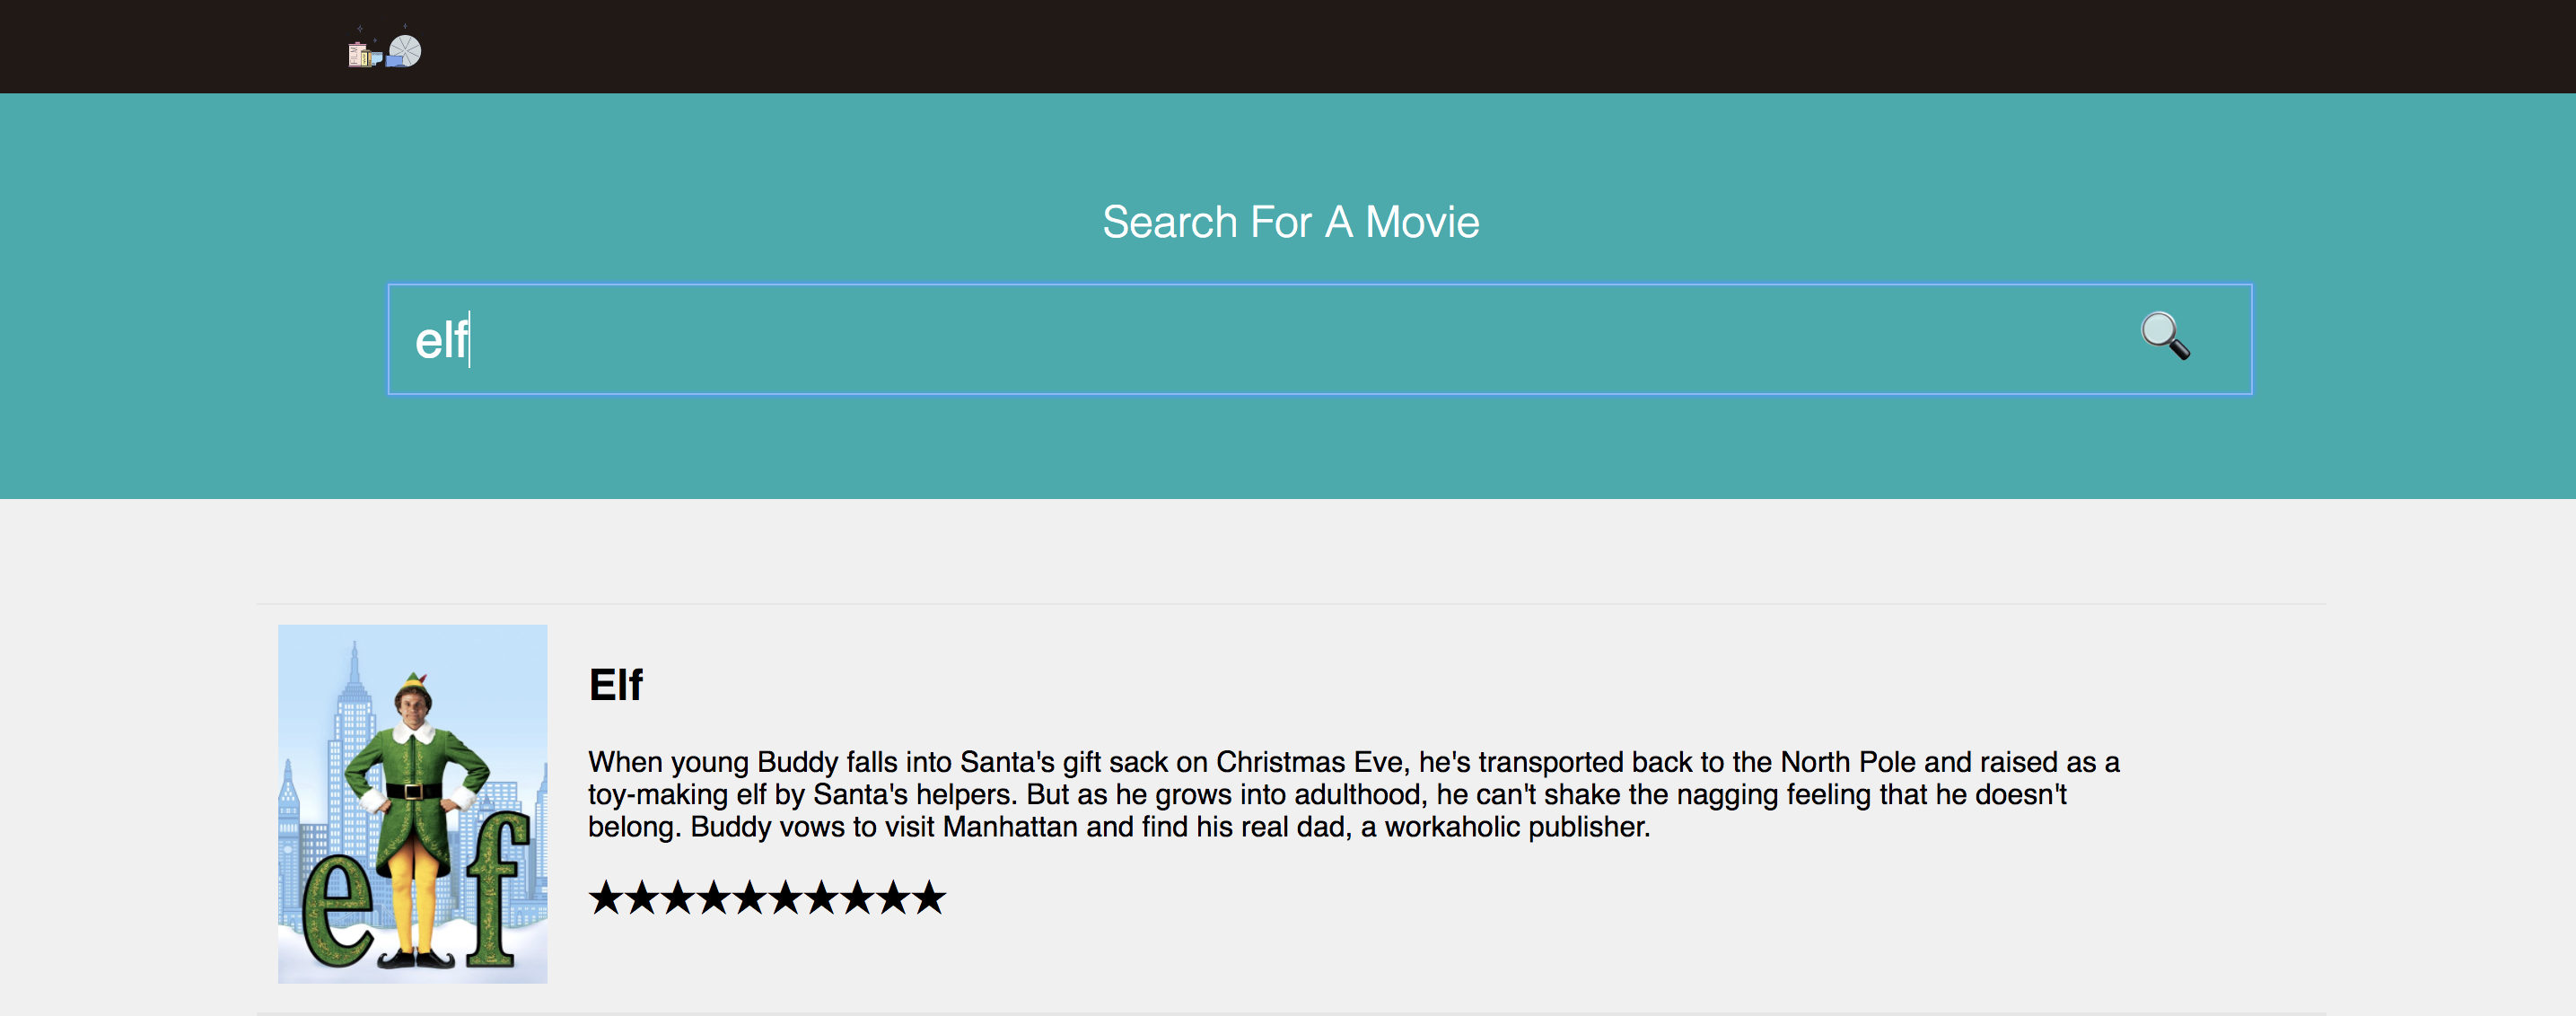 Search For A Movie
elf
Elf
When young Buddy falls into Santa's gift sack on Christmas Eve, he's transported back to the North Pole and raised as a
toy-making elf by Santa's helpers. But as he grows into adulthood, he can't shake the nagging feeling that he doesn't
belong. Buddy vows to visit Manhattan and find his real dad, a workaholic publisher.
★★★★★★★★★★
elf